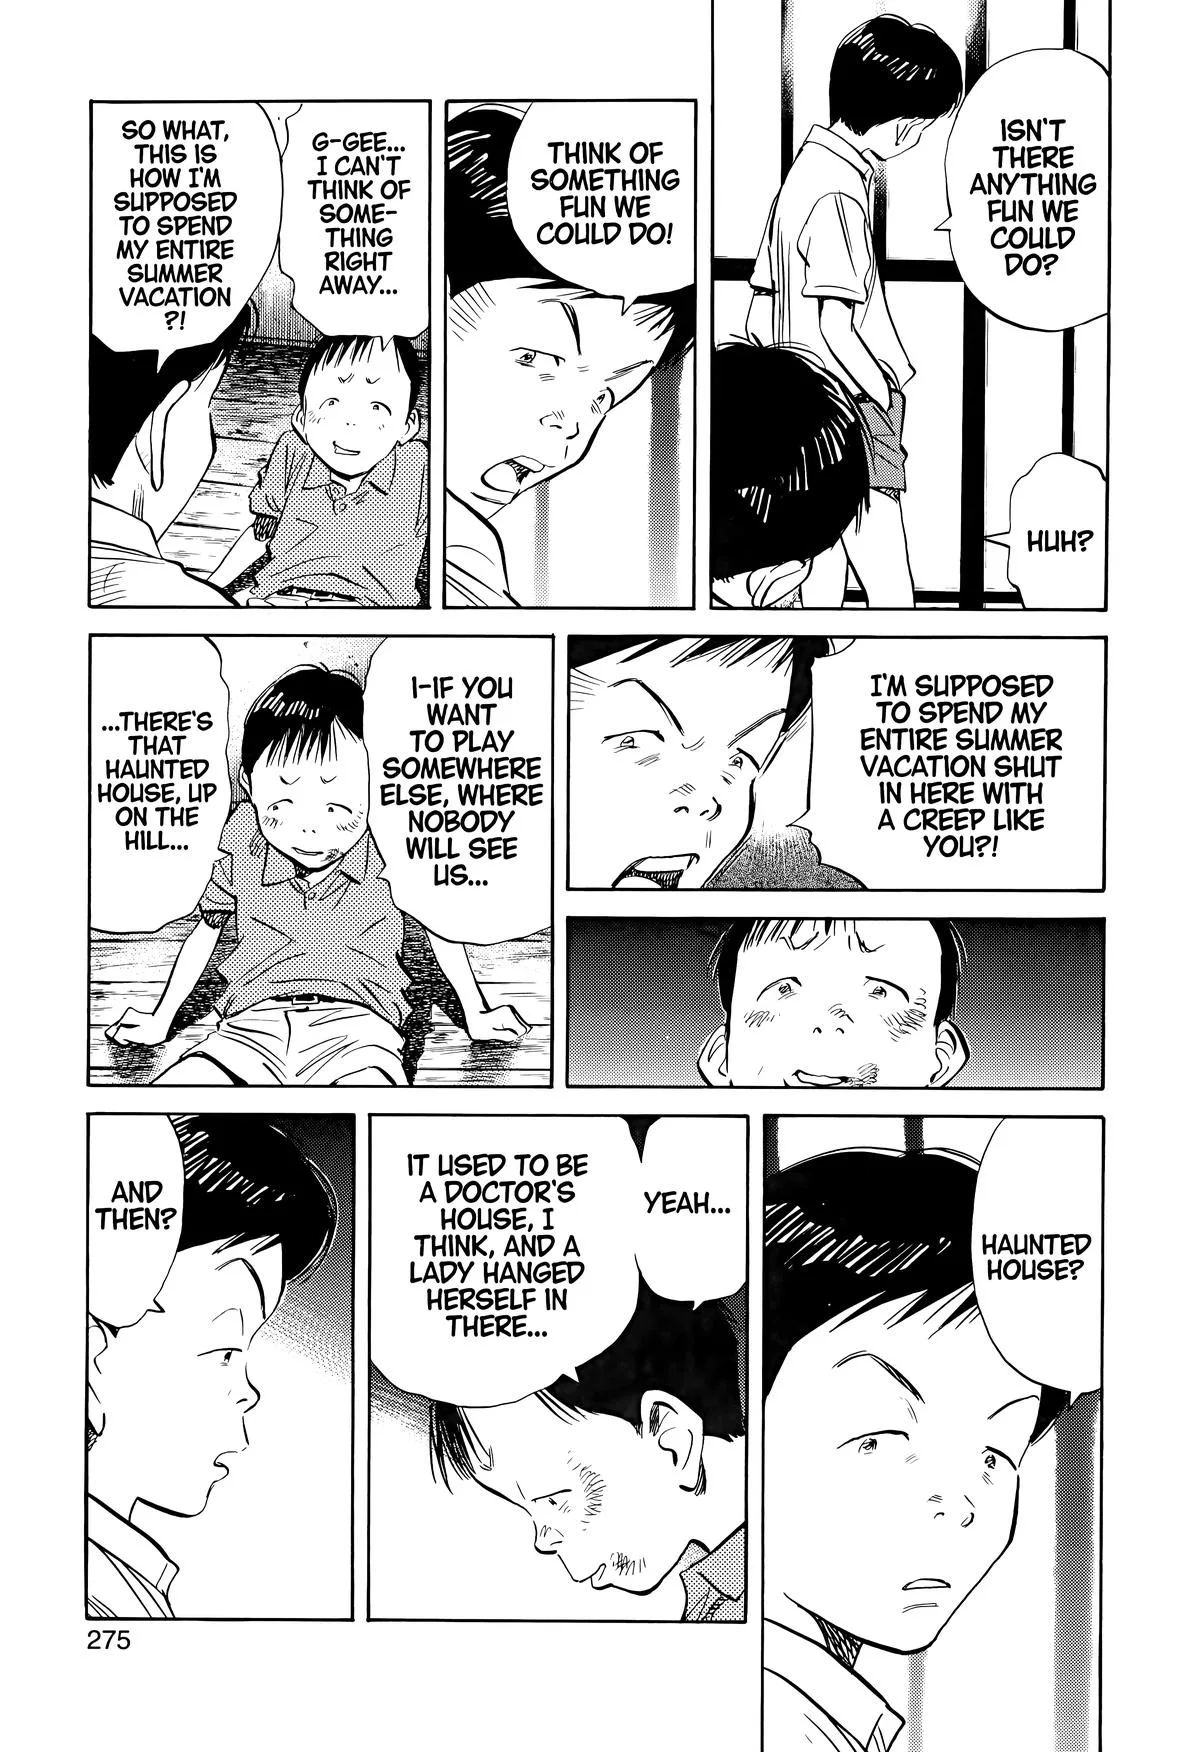 ISN'T
THERE
ANYTHING
FUN WE
COULD
DO?
HUH?
THINK OF
SOMETHING
FUN WE
COULD DO!
G-GEE...
I CAN'T
THINK OF
SOME-
THING
RIGHT
AWAY...
SO WHAT,
THIS IS
HOW I'M
SUPPOSED
TO SPEND
MY ENTIRE
SUMMER
VACATION
?!
I'M SUPPOSED
TO SPEND MY
ENTIRE SUMMER
VACATION SHUT
IN HERE WITH
A CREEP LIKE
YOU?!
I-IF YOU
WANT
TO PLAY
SOMEWHERE
ELSE, WHERE
NOBODY
WILL SEE
US...
...THERE'S
THAT
HAUNTED
HOUSE, UP
ON THE
HILL...
HAUNTED
HOUSE?
YEAH...
IT USED TO BE
A DOCTOR'S
HOUSE, I
THINK, AND A
LADY HANGED
HERSELF IN
THERE...
AND
THEN?
275